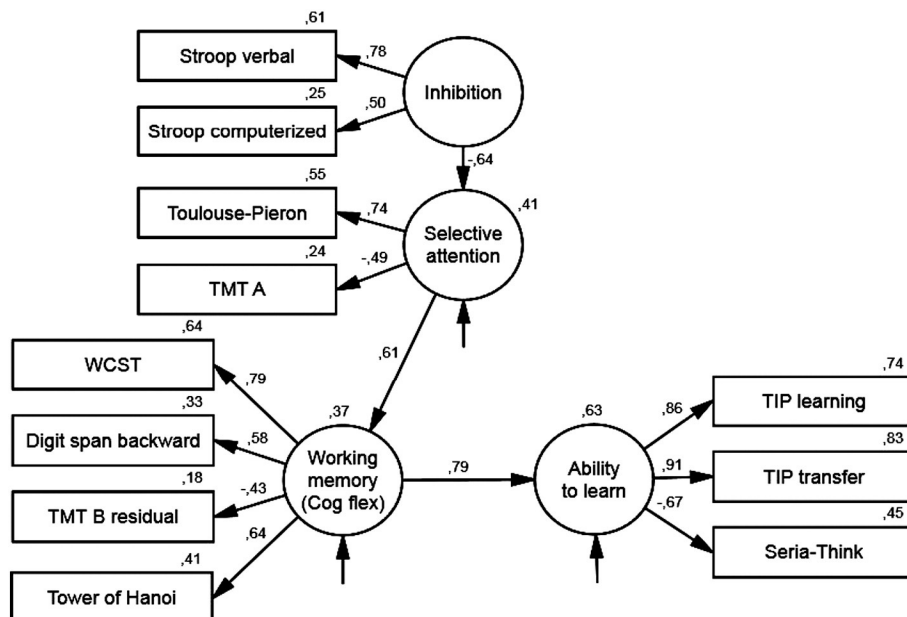 ,61
Stroop verbal
,78
Inhibition
,25
Stroop computerized
,50
-,64
,55
Toulouse-Pieron
,74
Selective
attention
,41
,24
TMT A
-,49
,61
,64
WCST
,79
,33
Digit span backward
,58
,37
Working
memory
(Cog flex)
,18
TMT B residual
-,43
,64
,41
Tower of Hanoi
,79
,63
Ability
to learn
,86
,74
TIP learning
,91
,83
TIP transfer
-,67
,45
Seria-Think